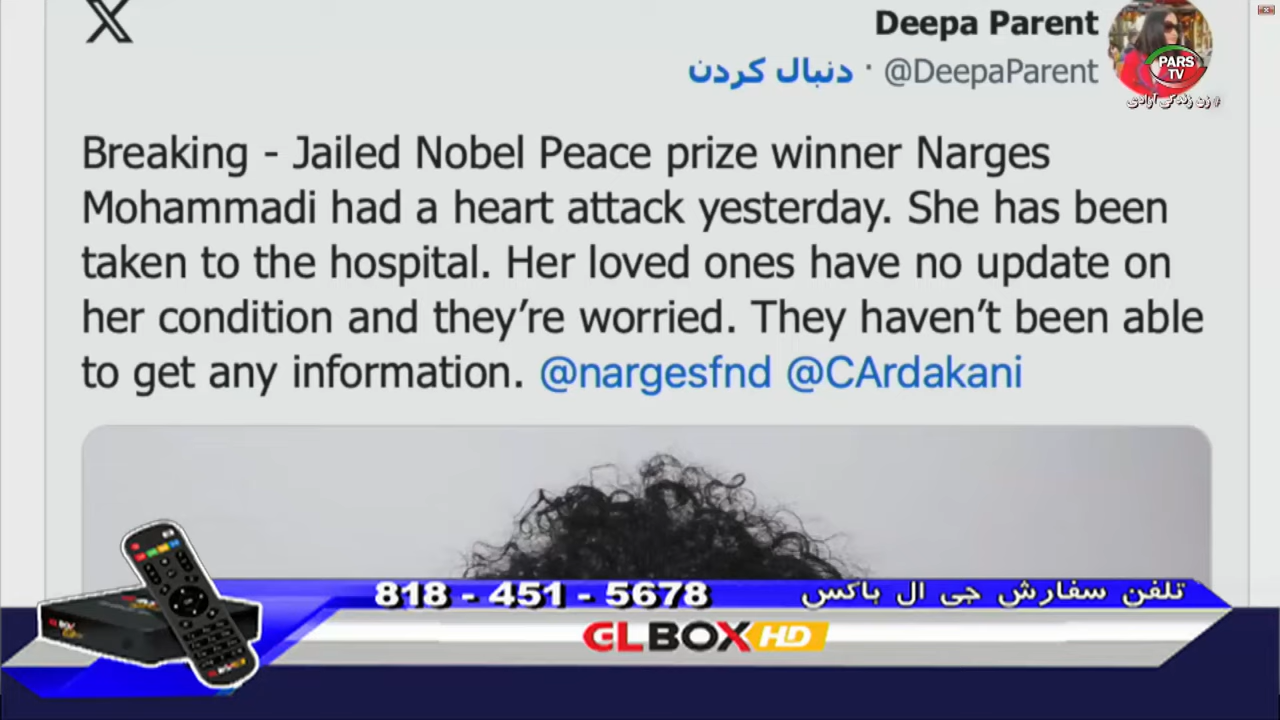 Deepa Parent
@DeepaParent · دنبال کردن
PARS
TV
# زن زندگی آزادی
Breaking - Jailed Nobel Peace prize winner Narges
Mohammadi had a heart attack yesterday. She has been
taken to the hospital. Her loved ones have no update on
her condition and they’re worried. They haven’t been able
to get any information. @nargesfnd @CArdakani
818 - 451 - 5678
تلفن سفارش جی ال باکس
GLBOX HD